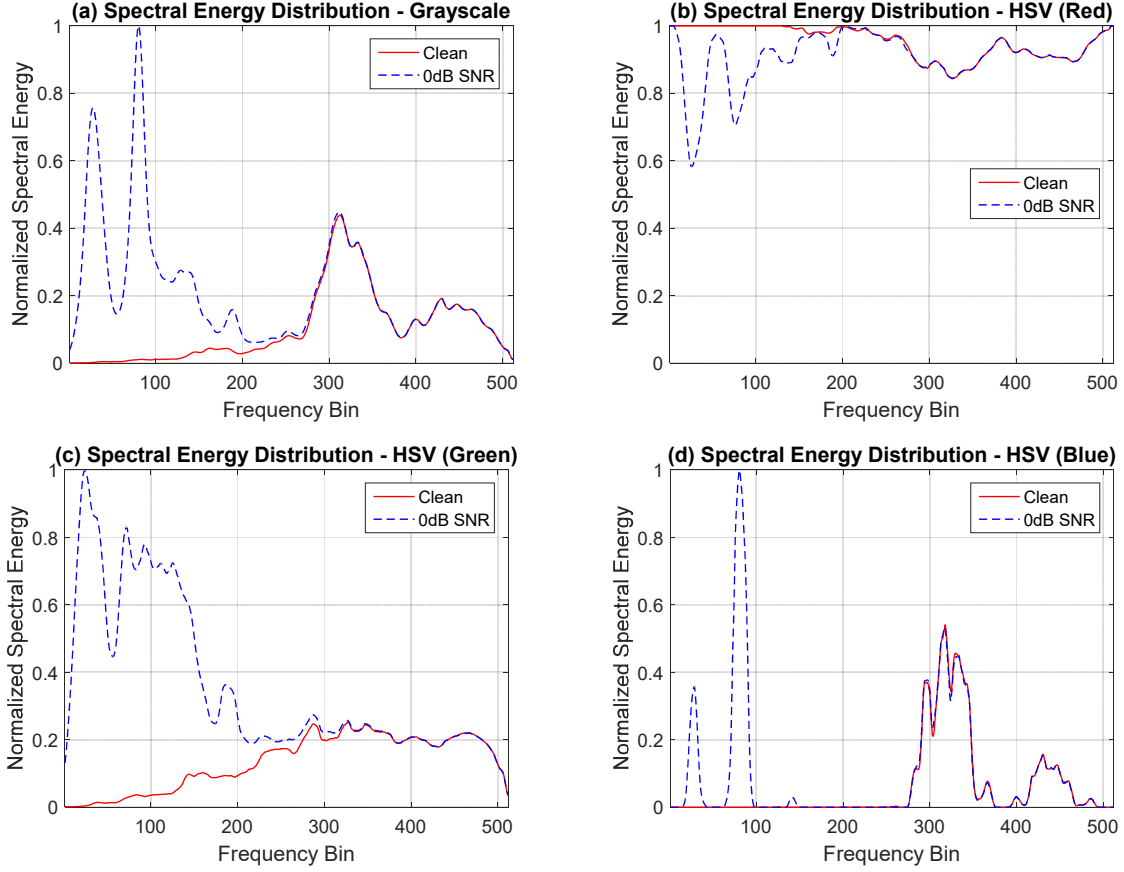 (a) Spectral Energy Distribution - Grayscale
1
0.8
0.6
0.4
0.2
0
Normalized Spectral Energy
Clean
0dB SNR
100
200
300
400
500
Frequency Bin
(b) Spectral Energy Distribution - HSV (Red)
1
0.8
0.6
0.4
0.2
0
Normalized Spectral Energy
Clean
0dB SNR
100
200
300
400
500
Frequency Bin
(c) Spectral Energy Distribution - HSV (Green)
1
0.8
0.6
0.4
0.2
0
Normalized Spectral Energy
Clean
0dB SNR
100
200
300
400
500
Frequency Bin
(d) Spectral Energy Distribution - HSV (Blue)
1
0.8
0.6
0.4
0.2
0
Normalized Spectral Energy
Clean
0dB SNR
100
200
300
400
500
Frequency Bin